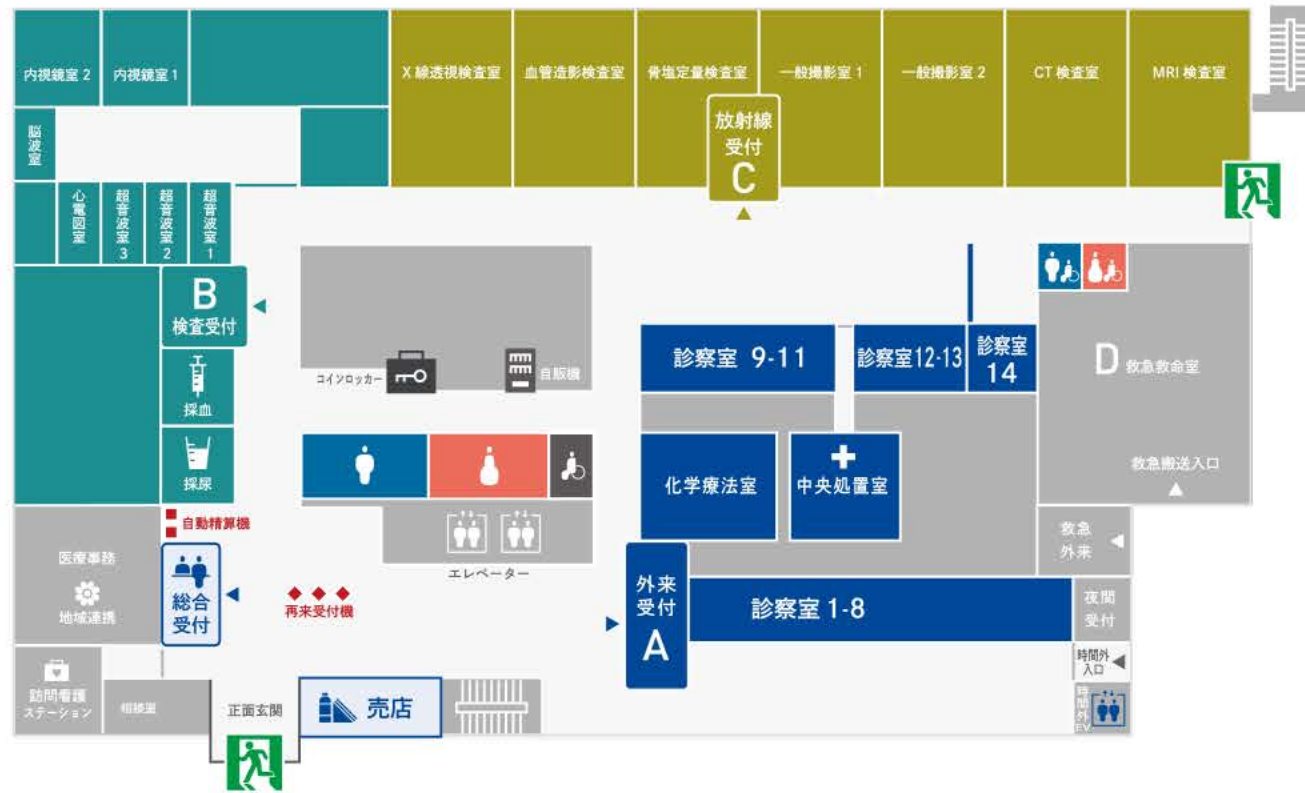 内視鏡室 2
内視鏡室 1
X 線透視検査室
血管造影検査室
骨塩定量検査室
一般撮影室 1
一般撮影室 2
CT 検査室
MRI 検査室
放射線
受付
C
脳波室
心電図室
超音波室3
超音波室2
超音波室1
B
検査受付
採血
採尿
コインロッカー
自販機
診察室 9-11
診察室12-13
診察室
14
D 救急救命室
救急搬送入口
化学療法室
中央処置室
自動精算機
医療事務
地域連携
総合
受付
再来受付機
エレベーター
外来
受付
A
診察室 1-8
救急
外来
夜間
受付
時間外
入口
時間外EV
訪問看護
ステーション
相談室
正面玄関
売店